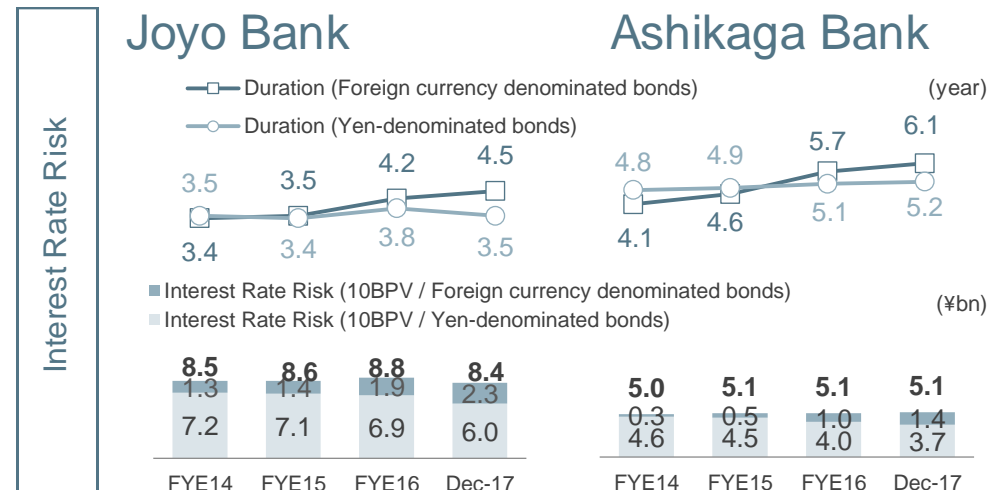 Interest Rate Risk
Joyo Bank
Ashikaga Bank
Duration (Foreign currency denominated bonds)
(year)
Duration (Yen-denominated bonds)
3.5 3.5 4.2 4.5
3.4 3.4 3.8 3.5
4.8 4.9 5.7 6.1
4.1 4.6 5.1 5.2
Interest Rate Risk (10BPV / Foreign currency denominated bonds)
(¥bn)
Interest Rate Risk (10BPV / Yen-denominated bonds)
8.5 8.6 8.8 8.4
1.3 1.4 1.9 2.3
7.2 7.1 6.9 6.0
FYE14 FYE15 FYE16 Dec-17
5.0 5.1 5.1 5.1
0.3 0.5 1.0 1.4
4.6 4.5 4.0 3.7
FYE14 FYE15 FYE16 Dec-17